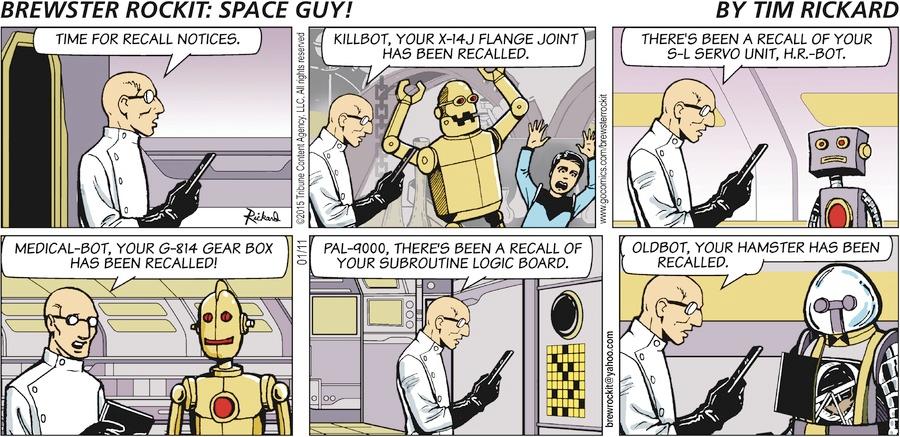 BREWSTER ROCKIT: SPACE GUY!
BY TIM RICKARD
TIME FOR RECALL NOTICES.
Rickard
©2015 Tribune Content Agency, LLC. All rights reserved
KILLBOT, YOUR X-14J FLANGE JOINT
HAS BEEN RECALLED.
www.gocomics.com/brewsterrockit
THERE'S BEEN A RECALL OF YOUR
S-L SERVO UNIT, H.R.-BOT.
MEDICAL-BOT, YOUR G-814 GEAR BOX
HAS BEEN RECALLED!
01/11
PAL-9000, THERE'S BEEN A RECALL OF
YOUR SUBROUTINE LOGIC BOARD.
brewrockit@yahoo.com
OLDBOT, YOUR HAMSTER HAS BEEN
RECALLED.